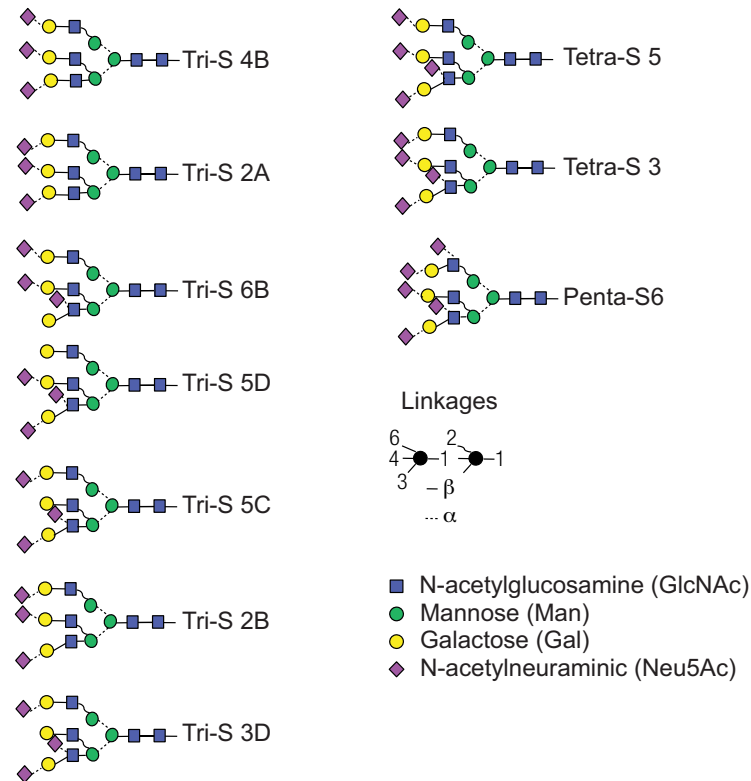 Tri-S 4B
Tri-S 2A
Tri-S 6B
Tri-S 5D
Tri-S 5C
Tri-S 2B
Tri-S 3D
Tetra-S 5
Tetra-S 3
Penta-S6
Linkages
6 2
4 1 1
3
– β
... α
N-acetylglucosamine (GlcNAc)
Mannose (Man)
Galactose (Gal)
N-acetylneuraminic (Neu5Ac)